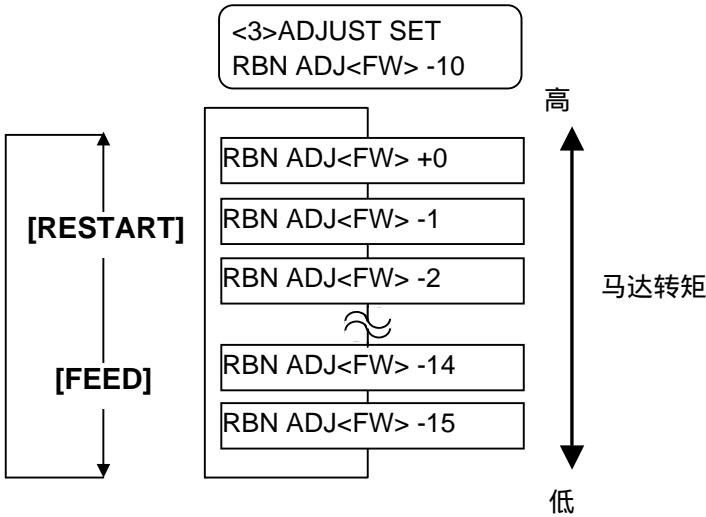 <3>ADJUST SET
RBN ADJ<FW> -10
高
RBN ADJ<FW> +0
[RESTART]
RBN ADJ<FW> -1
RBN ADJ<FW> -2
马达转矩
[FEED]
RBN ADJ<FW> -14
RBN ADJ<FW> -15
低